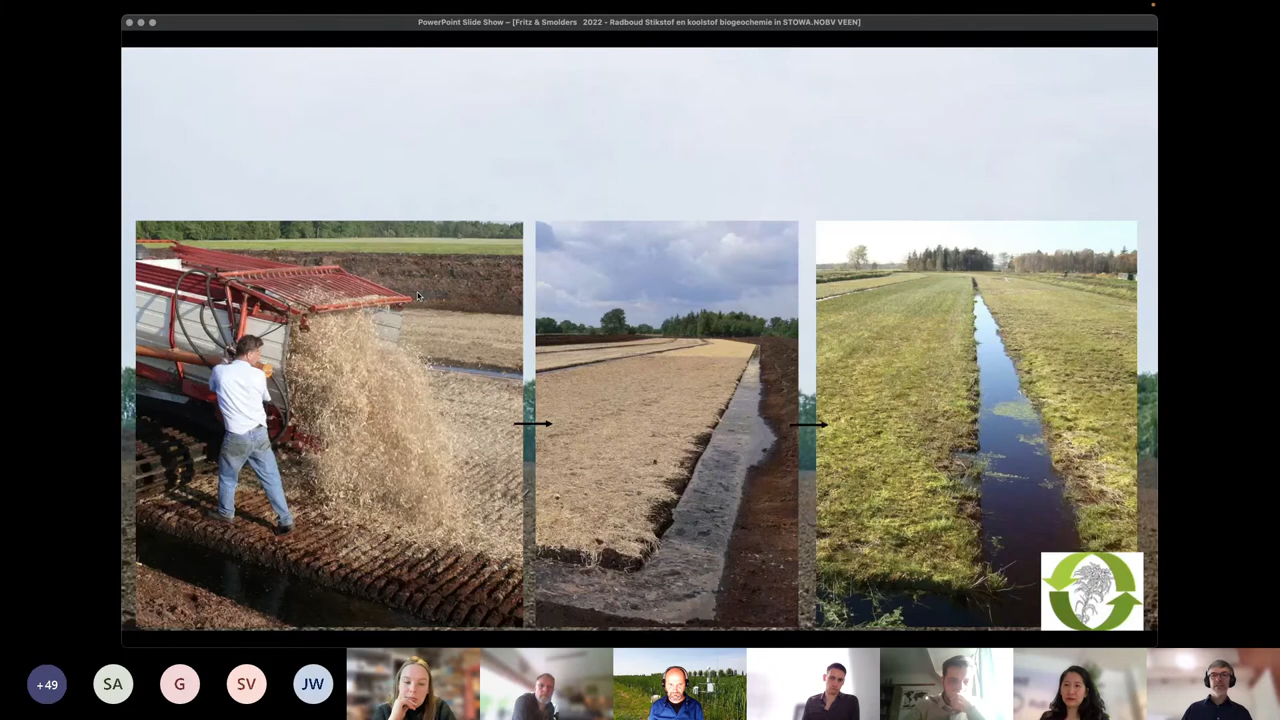 PowerPoint Slide Show – [Fritz & Smolders 2022 - Radboud Stikstof en koolstof biogeochemie in STOWA.NOBV VEEN]
+49
SA
G
SV
JW